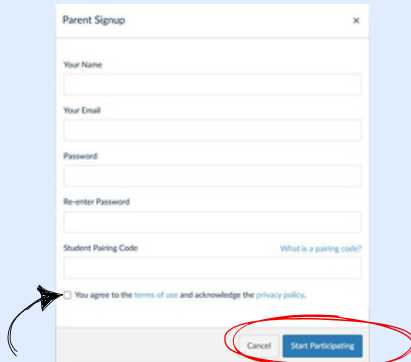 Parent Signup ×
Your Name
Your Email
Password
Re-enter Password
Student Pairing Code What is a pairing code?
You agree to the terms of use and acknowledge the privacy policy.
Cancel Start Participating